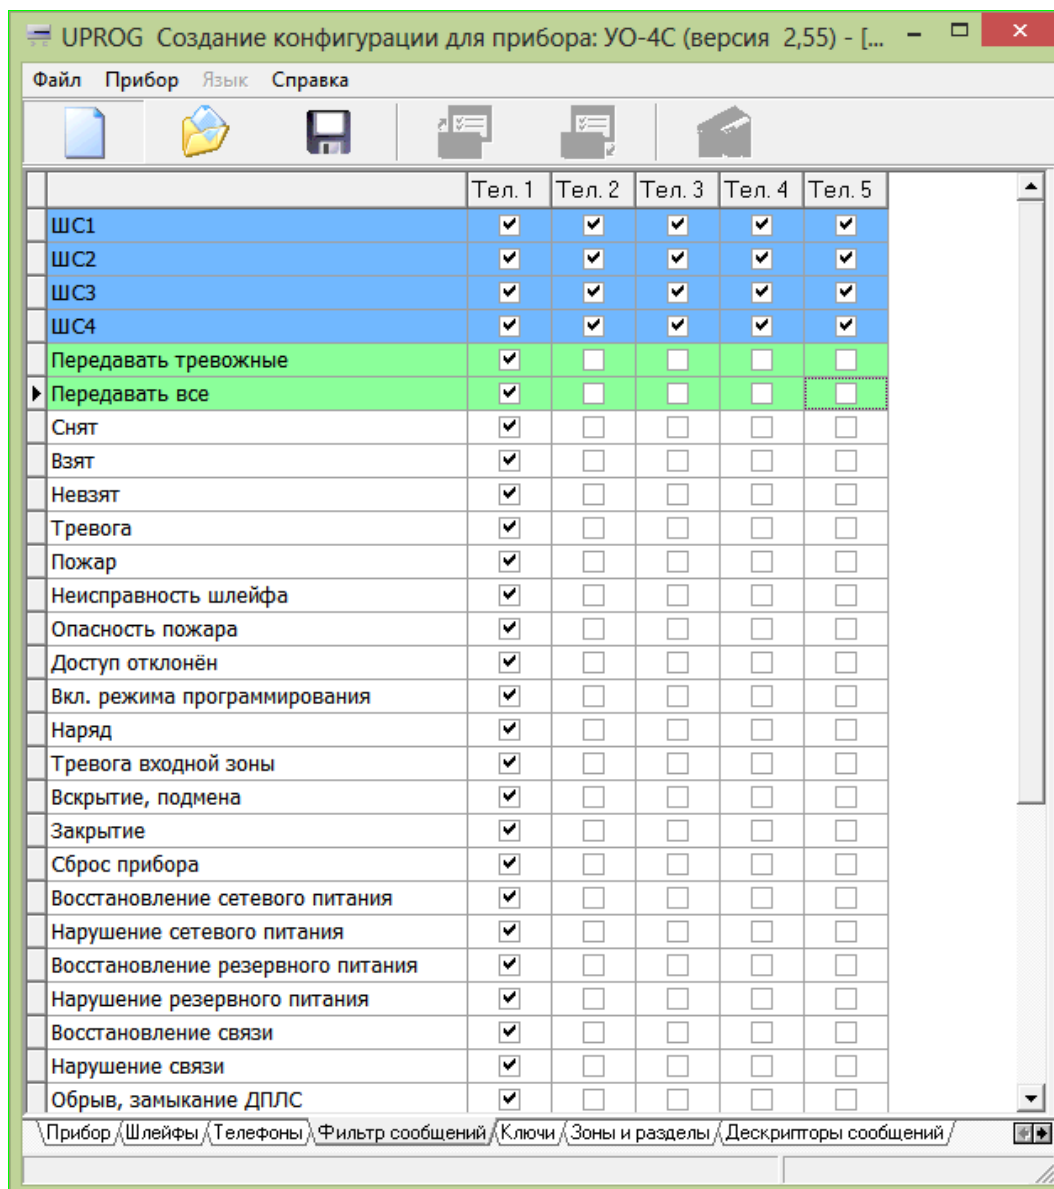 UPROG Создание конфигурации для прибора: УО-4С (версия 2,55) - [...
Файл Прибор Язык Справка
Тел. 1 Тел. 2 Тел. 3 Тел. 4 Тел. 5
ШС1
ШС2
ШС3
ШС4
Передавать тревожные
Передавать все
Снят
Взят
Невзят
Тревога
Пожар
Неисправность шлейфа
Опасность пожара
Доступ отклонён
Вкл. режима программирования
Наряд
Тревога входной зоны
Вскрытие, подмена
Закрытие
Сброс прибора
Восстановление сетевого питания
Нарушение сетевого питания
Восстановление резервного питания
Нарушение резервного питания
Восстановление связи
Нарушение связи
Обрыв, замыкание ДПЛС
Прибор Шлейфы Телефоны Фильтр сообщений Ключи Зоны и разделы Дескрипторы сообщений